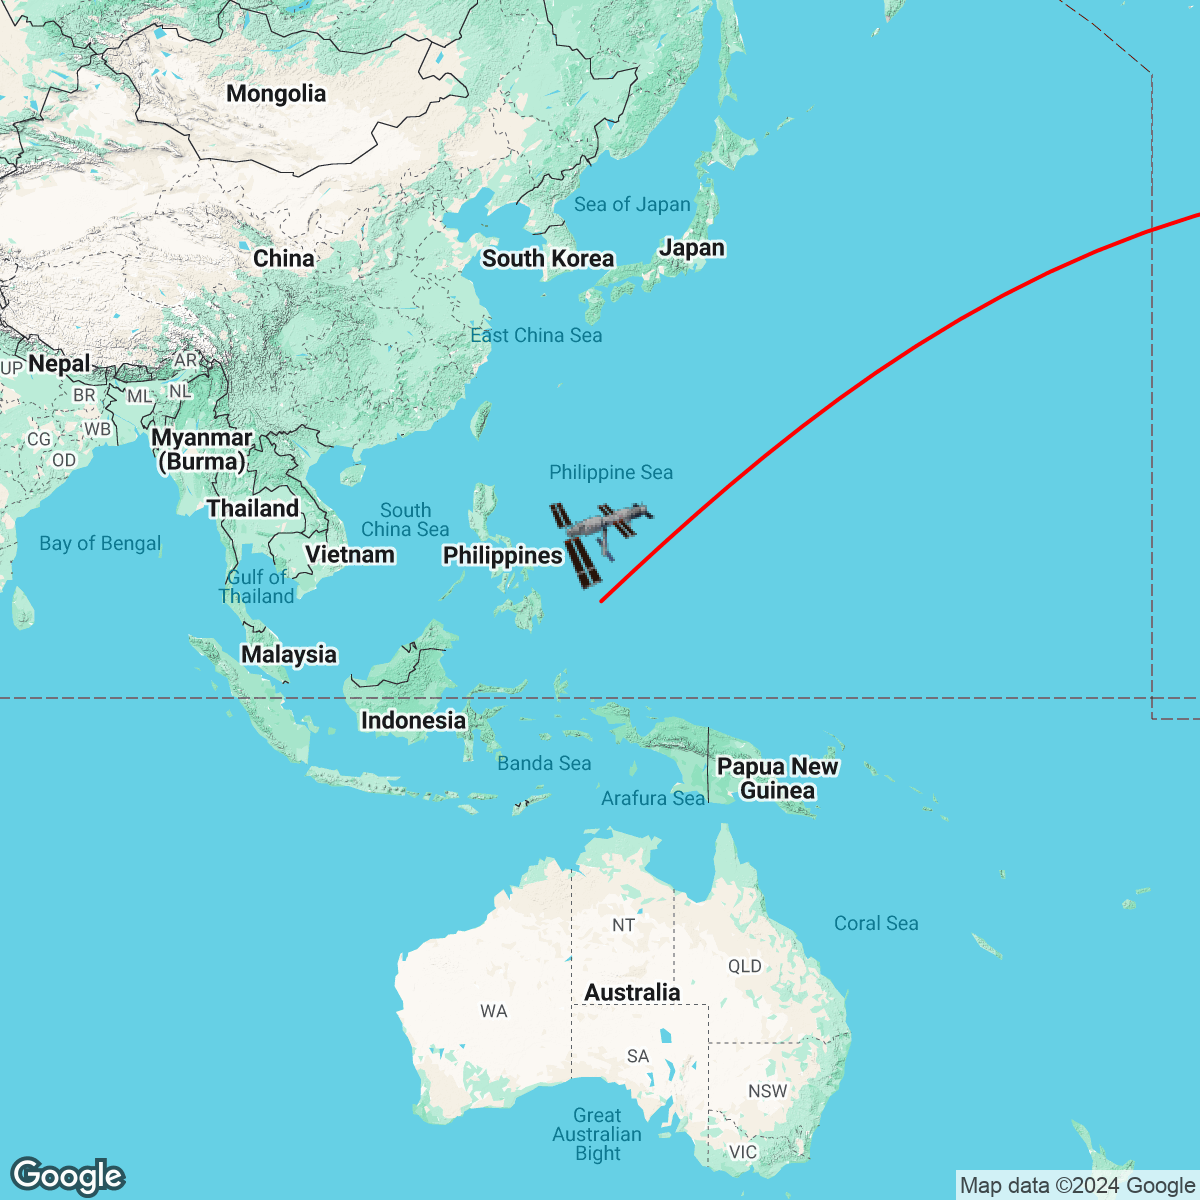 Mongolia
Sea of Japan
Japan
South Korea
China
East China Sea
Nepal
AR
UP
BR
ML
NL
WB
CG
OD
Myanmar
(Burma)
Philippine Sea
Thailand
South
China Sea
Bay of Bengal
Vietnam
Philippines
Gulf of
Thailand
Malaysia
Indonesia
Banda Sea
Papua New
Guinea
Arafura Sea
NT
Coral Sea
QLD
Australia
WA
SA
NSW
Great
Australian
Bight
VIC
Google
Map data ©2024 Google